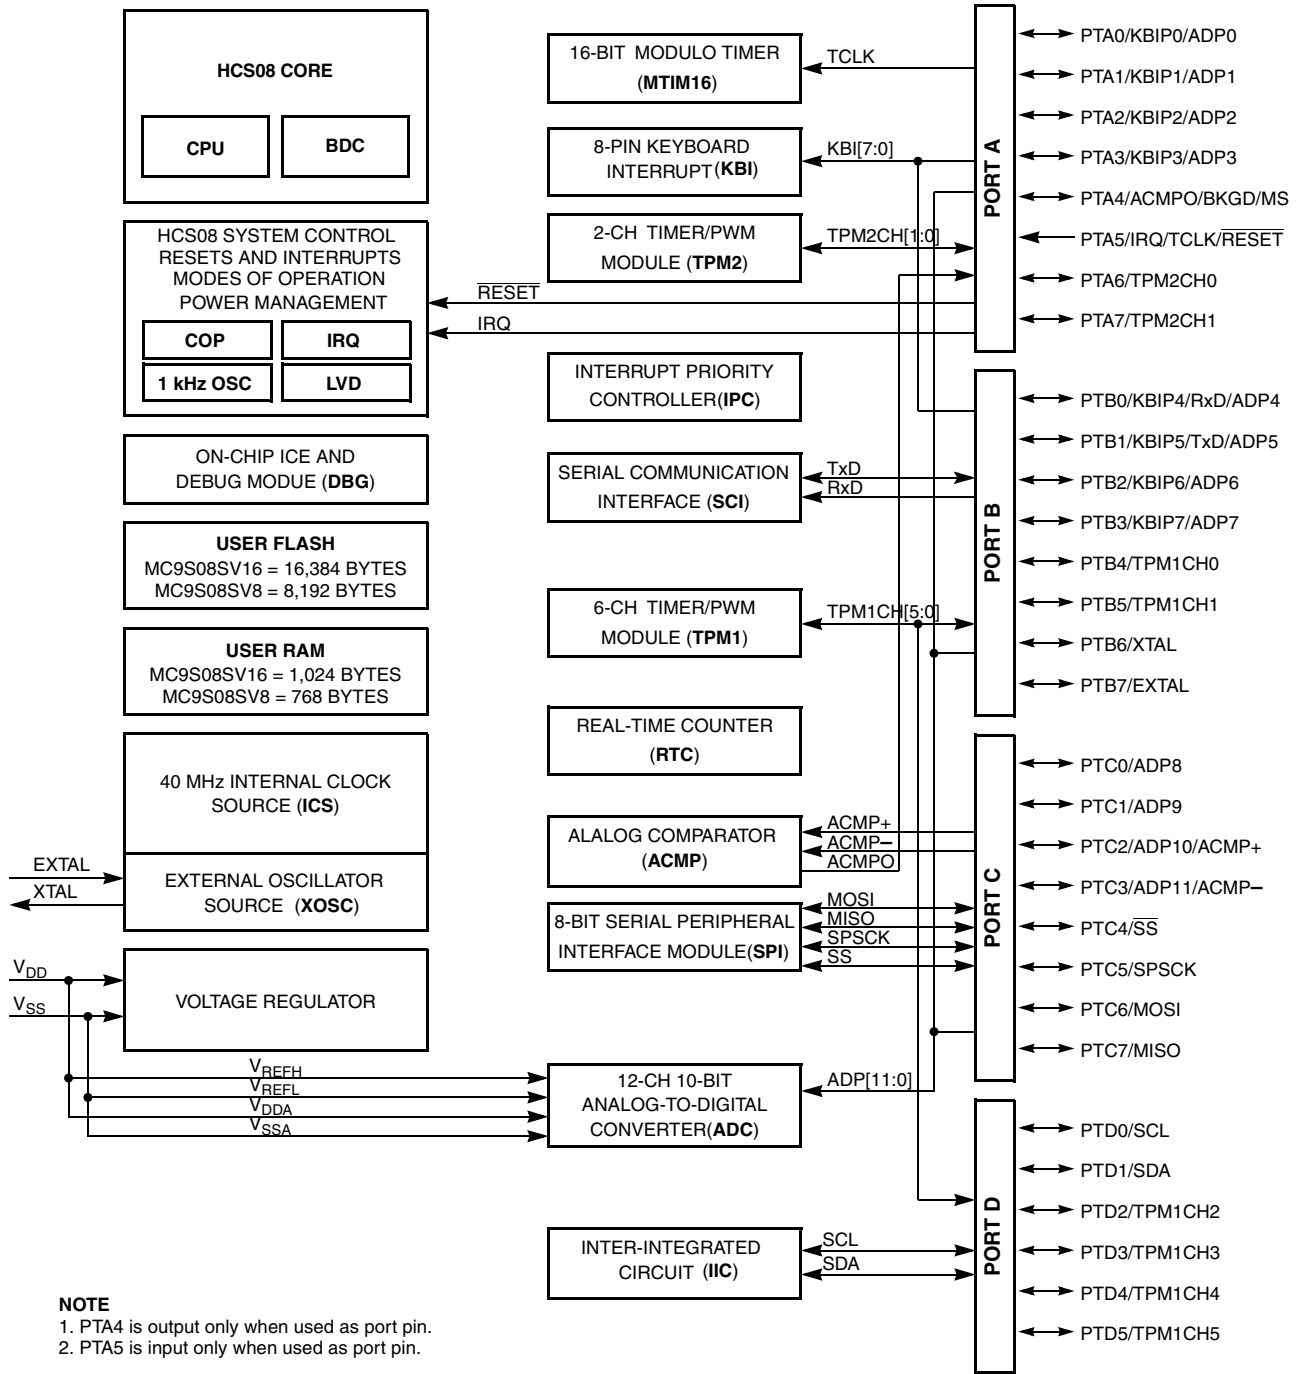 HCS08 CORE
CPU
BDC
HCS08 SYSTEM CONTROL
RESETS AND INTERRUPTS
MODES OF OPERATION
POWER MANAGEMENT
COP
IRQ
1 kHz OSC
LVD
ON-CHIP ICE AND
DEBUG MODUE (DBG)
USER FLASH
MC9S08SV16 = 16,384 BYTES
MC9S08SV8 = 8,192 BYTES
USER RAM
MC9S08SV16 = 1,024 BYTES
MC9S08SV8 = 768 BYTES
40 MHz INTERNAL CLOCK
SOURCE (ICS)
EXTERNAL OSCILLATOR
SOURCE (XOSC)
EXTAL
XTAL
VDD
VSS
VOLTAGE REGULATOR
VREFH
VREFL
VDDA
VSSA
16-BIT MODULO TIMER
(MTIM16)
TCLK
8-PIN KEYBOARD
INTERRUPT(KBI)
KBI[7:0]
2-CH TIMER/PWM
MODULE (TPM2)
TPM2CH[1:0]
RESET
IRQ
INTERRUPT PRIORITY
CONTROLLER(IPC)
SERIAL COMMUNICATION
INTERFACE (SCI)
TxD
RxD
6-CH TIMER/PWM
MODULE (TPM1)
TPM1CH[5:0]
REAL-TIME COUNTER
(RTC)
ALALOG COMPARATOR
(ACMP)
ACMP+
ACMP–
ACMPO
8-BIT SERIAL PERIPHERAL
INTERFACE MODULE(SPI)
MOSI
MISO
SPSCK
SS
12-CH 10-BIT
ANALOG-TO-DIGITAL
CONVERTER(ADC)
ADP[11:0]
INTER-INTEGRATED
CIRCUIT (IIC)
SCL
SDA
PORT A
PTA0/KBIP0/ADP0
PTA1/KBIP1/ADP1
PTA2/KBIP2/ADP2
PTA3/KBIP3/ADP3
PTA4/ACMPO/BKGD/MS
PTA5/IRQ/TCLK/RESET
PTA6/TPM2CH0
PTA7/TPM2CH1
PORT B
PTB0/KBIP4/RxD/ADP4
PTB1/KBIP5/TxD/ADP5
PTB2/KBIP6/ADP6
PTB3/KBIP7/ADP7
PTB4/TPM1CH0
PTB5/TPM1CH1
PTB6/XTAL
PTB7/EXTAL
PORT C
PTC0/ADP8
PTC1/ADP9
PTC2/ADP10/ACMP+
PTC3/ADP11/ACMP–
PTC4/SS
PTC5/SPSCK
PTC6/MOSI
PTC7/MISO
PORT D
PTD0/SCL
PTD1/SDA
PTD2/TPM1CH2
PTD3/TPM1CH3
PTD4/TPM1CH4
PTD5/TPM1CH5
NOTE
1. PTA4 is output only when used as port pin.
2. PTA5 is input only when used as port pin.